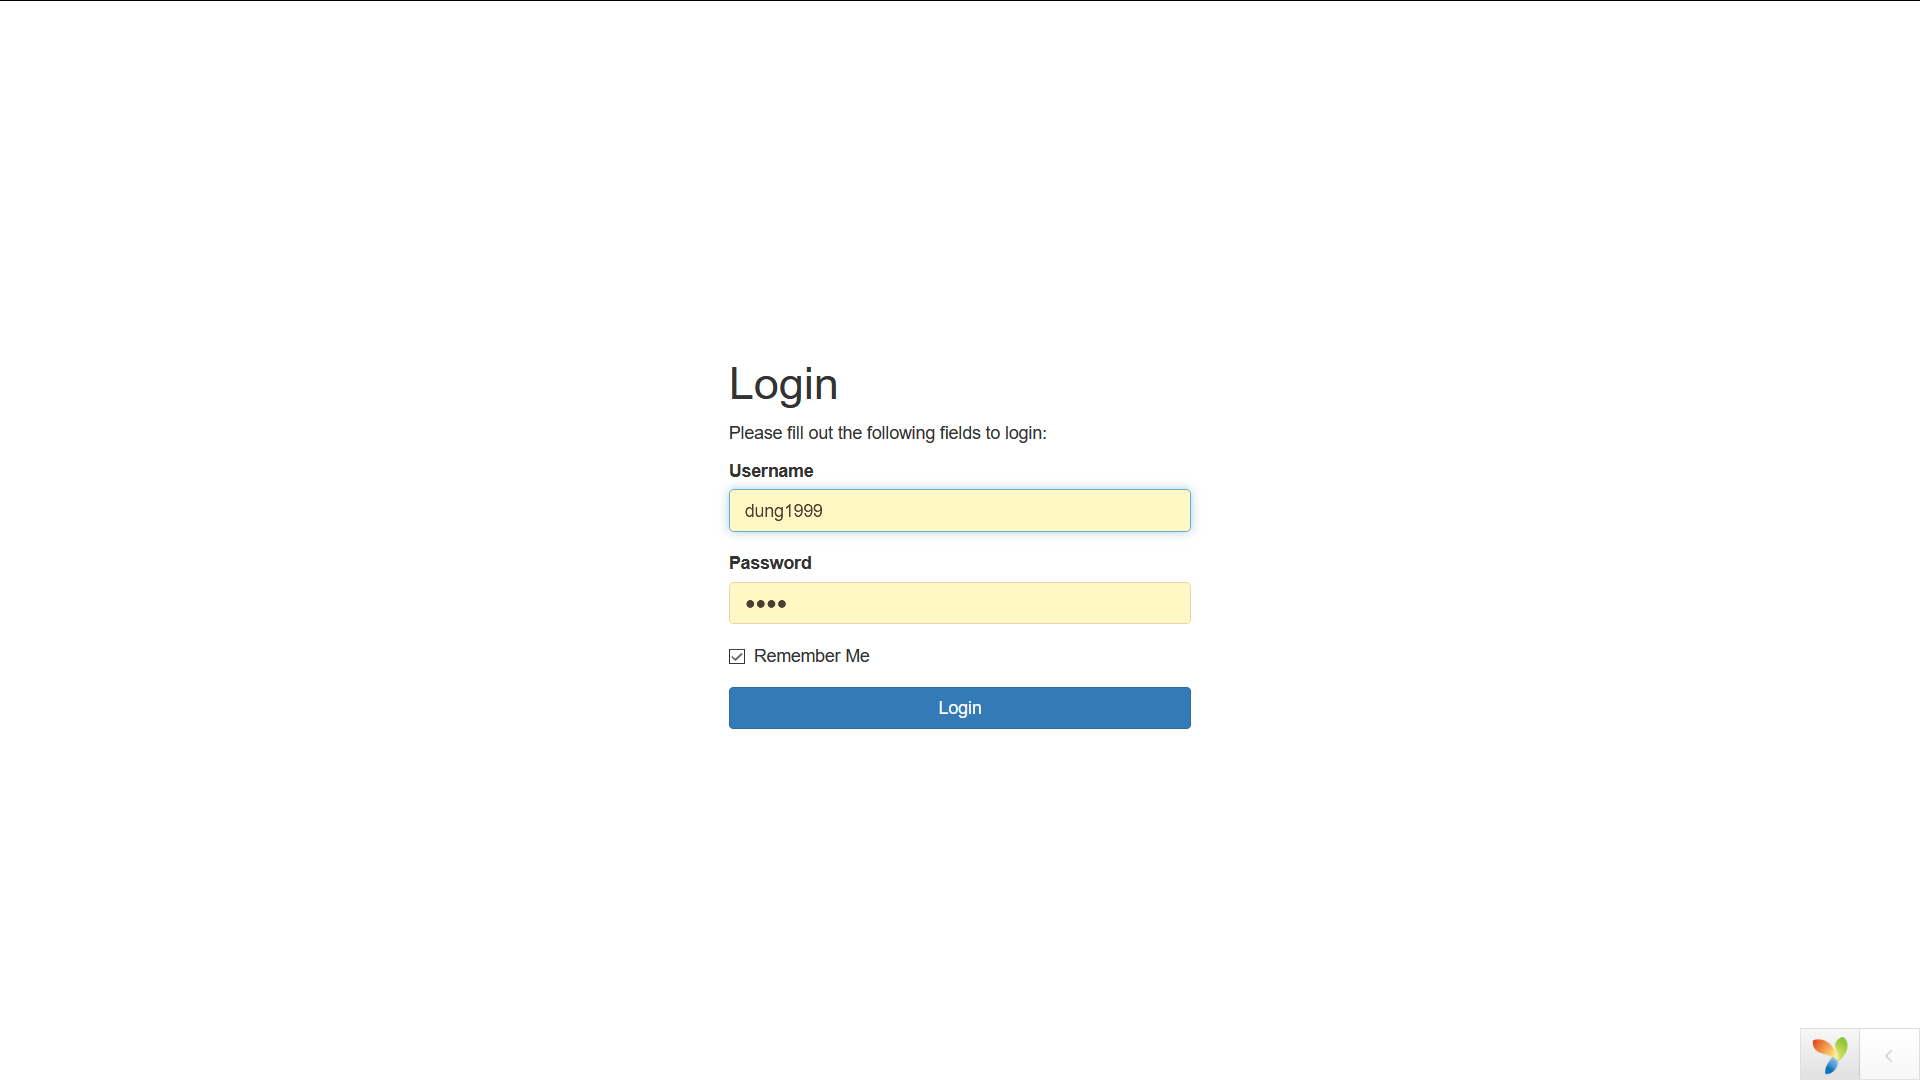 Login
Please fill out the following fields to login:
Username
dung1999
Password
••••
Remember Me
Login